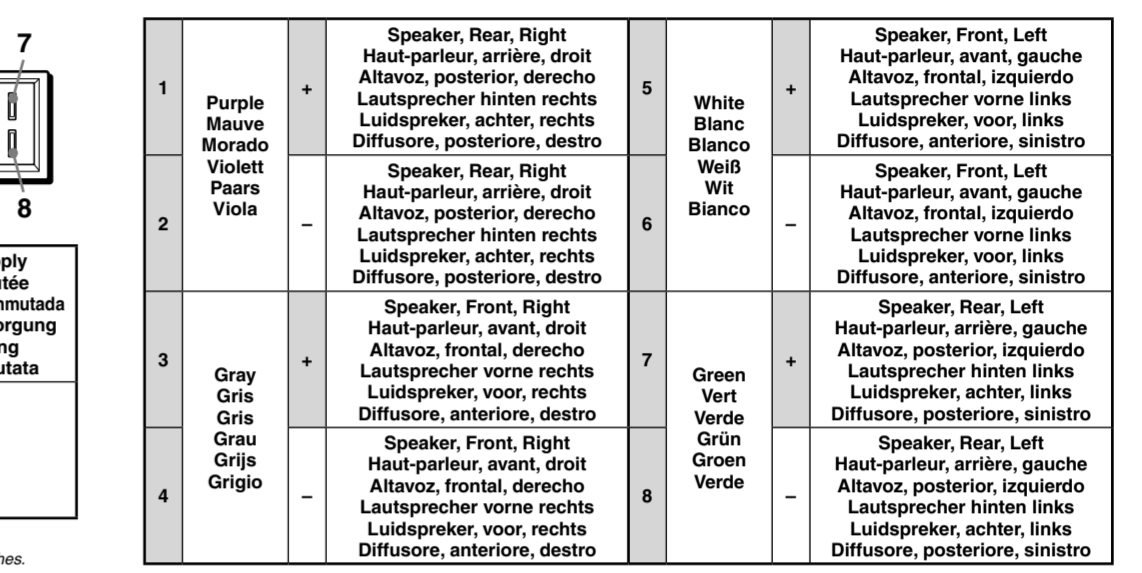 7
8
mmutada
hes.
1
Purple
Mauve
Morado
Violett
Paars
Viola
+
Speaker, Rear, Right
Haut-parleur, arrière, droit
Altavoz, posterior, derecho
Lautsprecher hinten rechts
Luidspreker, achter, rechts
Diffusore, posteriore, destro
2
–
Speaker, Rear, Right
Haut-parleur, arrière, droit
Altavoz, posterior, derecho
Lautsprecher hinten rechts
Luidspreker, achter, rechts
Diffusore, posteriore, destro
3
Gray
Gris
Gris
Grau
Grijs
Grigio
+
Speaker, Front, Right
Haut-parleur, avant, droit
Altavoz, frontal, derecho
Lautsprecher vorne rechts
Luidspreker, voor, rechts
Diffusore, anteriore, destro
4
–
Speaker, Front, Right
Haut-parleur, avant, droit
Altavoz, frontal, derecho
Lautsprecher vorne rechts
Luidspreker, voor, rechts
Diffusore, anteriore, destro
5
White
Blanc
Blanco
Weiß
Wit
Bianco
+
Speaker, Front, Left
Haut-parleur, avant, gauche
Altavoz, frontal, izquierdo
Lautsprecher vorne links
Luidspreker, voor, links
Diffusore, anteriore, sinistro
6
–
Speaker, Front, Left
Haut-parleur, avant, gauche
Altavoz, frontal, izquierdo
Lautsprecher vorne links
Luidspreker, voor, links
Diffusore, anteriore, sinistro
7
Green
Vert
Verde
Grün
Groen
Verde
+
Speaker, Rear, Left
Haut-parleur, arrière, gauche
Altavoz, posterior, izquierdo
Lautsprecher hinten links
Luidspreker, achter, links
Diffusore, posteriore, sinistro
8
–
Speaker, Rear, Left
Haut-parleur, arrière, gauche
Altavoz, posterior, izquierdo
Lautsprecher hinten links
Luidspreker, achter, links
Diffusore, posteriore, sinistro